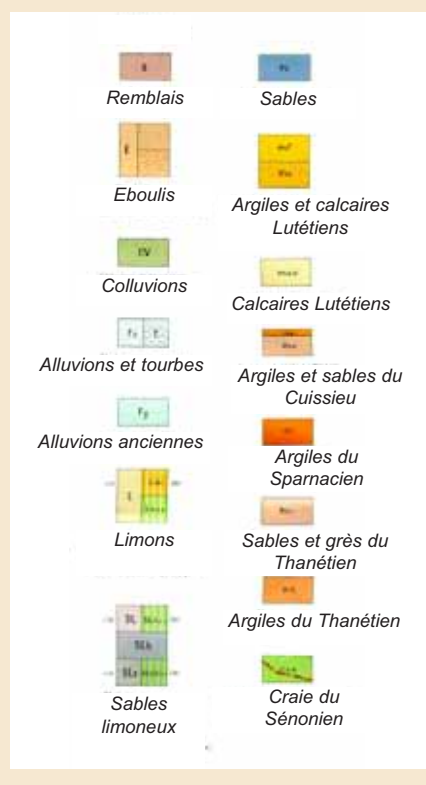 Remblais
Eboulis
Colluvions
Alluvions et tourbes
Alluvions anciennes
Limons
Sables
limoneux
Sables
Argiles et calcaires
Lutétiens
Calcaires Lutétiens
Argiles et sables du
Cuissieu
Argiles du
Sparnacien
Sables et grès du
Thanétien
Argiles du Thanétien
Craie du
Sénonien